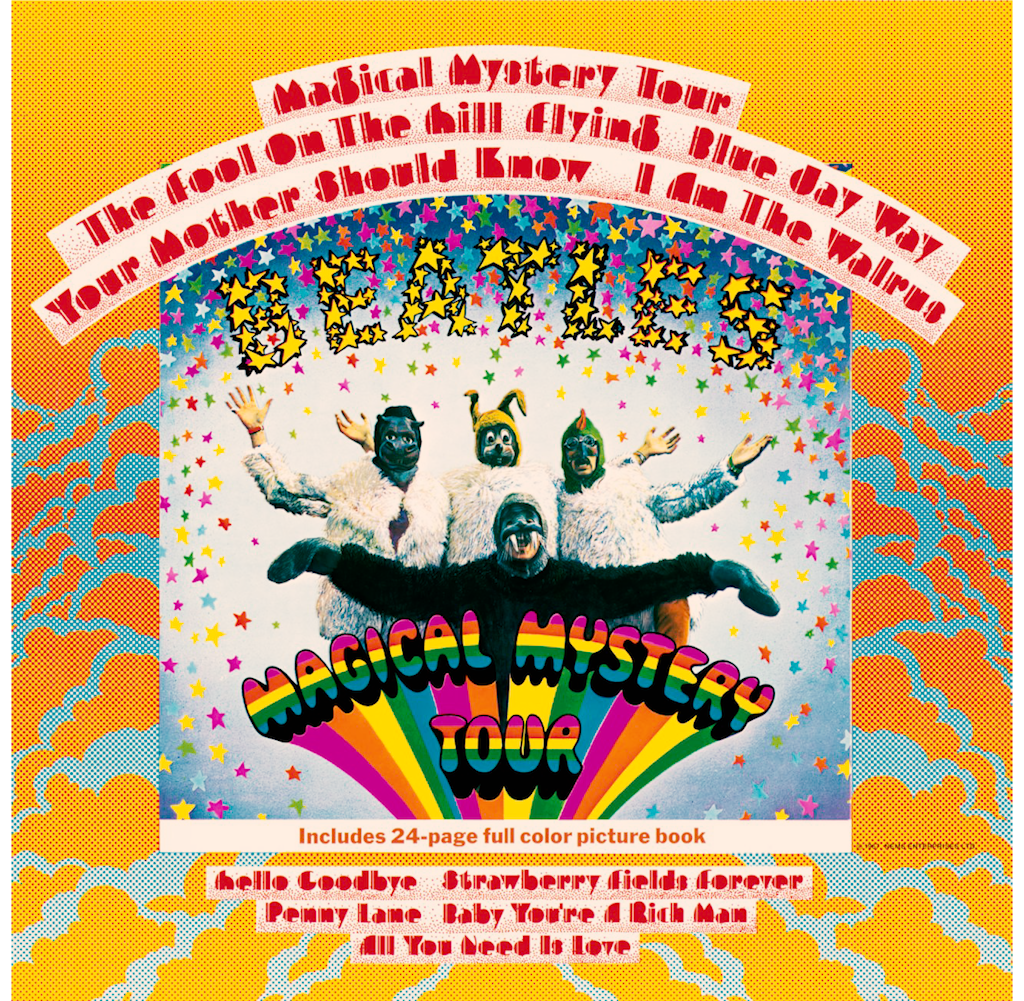 Magical Mystery Tour
The Fool On The Hill Flying Blue Jay Way
Your Mother Should Know I Am The Walrus
BEATLES
MAGICAL MYSTERY
TOUR
Includes 24-page full color picture book
Hello Goodbye Strawberry Fields Forever
Penny Lane Baby You're A Rich Man
All You Need Is Love